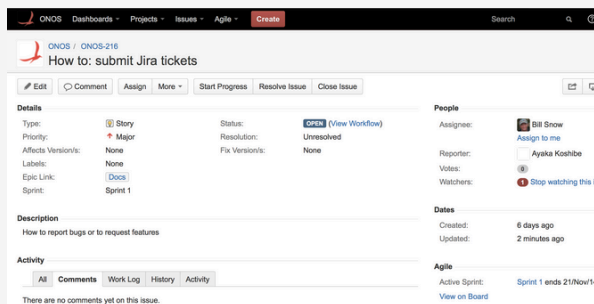 ONOS Dashboards Projects Issues Agile Create Search
ONOS / ONOS-216
How to: submit Jira tickets
Edit Comment Assign More Start Progress Resolve Issue Close Issue
Details
Type: Story Status: OPEN (View Workflow)
Priority: Major Resolution: Unresolved
Affects Version/s: None Fix Version/s: None
Labels: None
Epic Link: Docs
Sprint: Sprint 1
Description
How to report bugs or to request features
Activity
All Comments Work Log History Activity
There are no comments yet on this issue.
People
Assignee: Bill Snow
Assign to me
Reporter: Ayaka Koshibe
Votes: 0
Watchers: 1 Stop watching this
Dates
Created: 6 days ago
Updated: 2 minutes ago
Agile
Active Sprint: Sprint 1 ends 21/Nov/1
View on Board